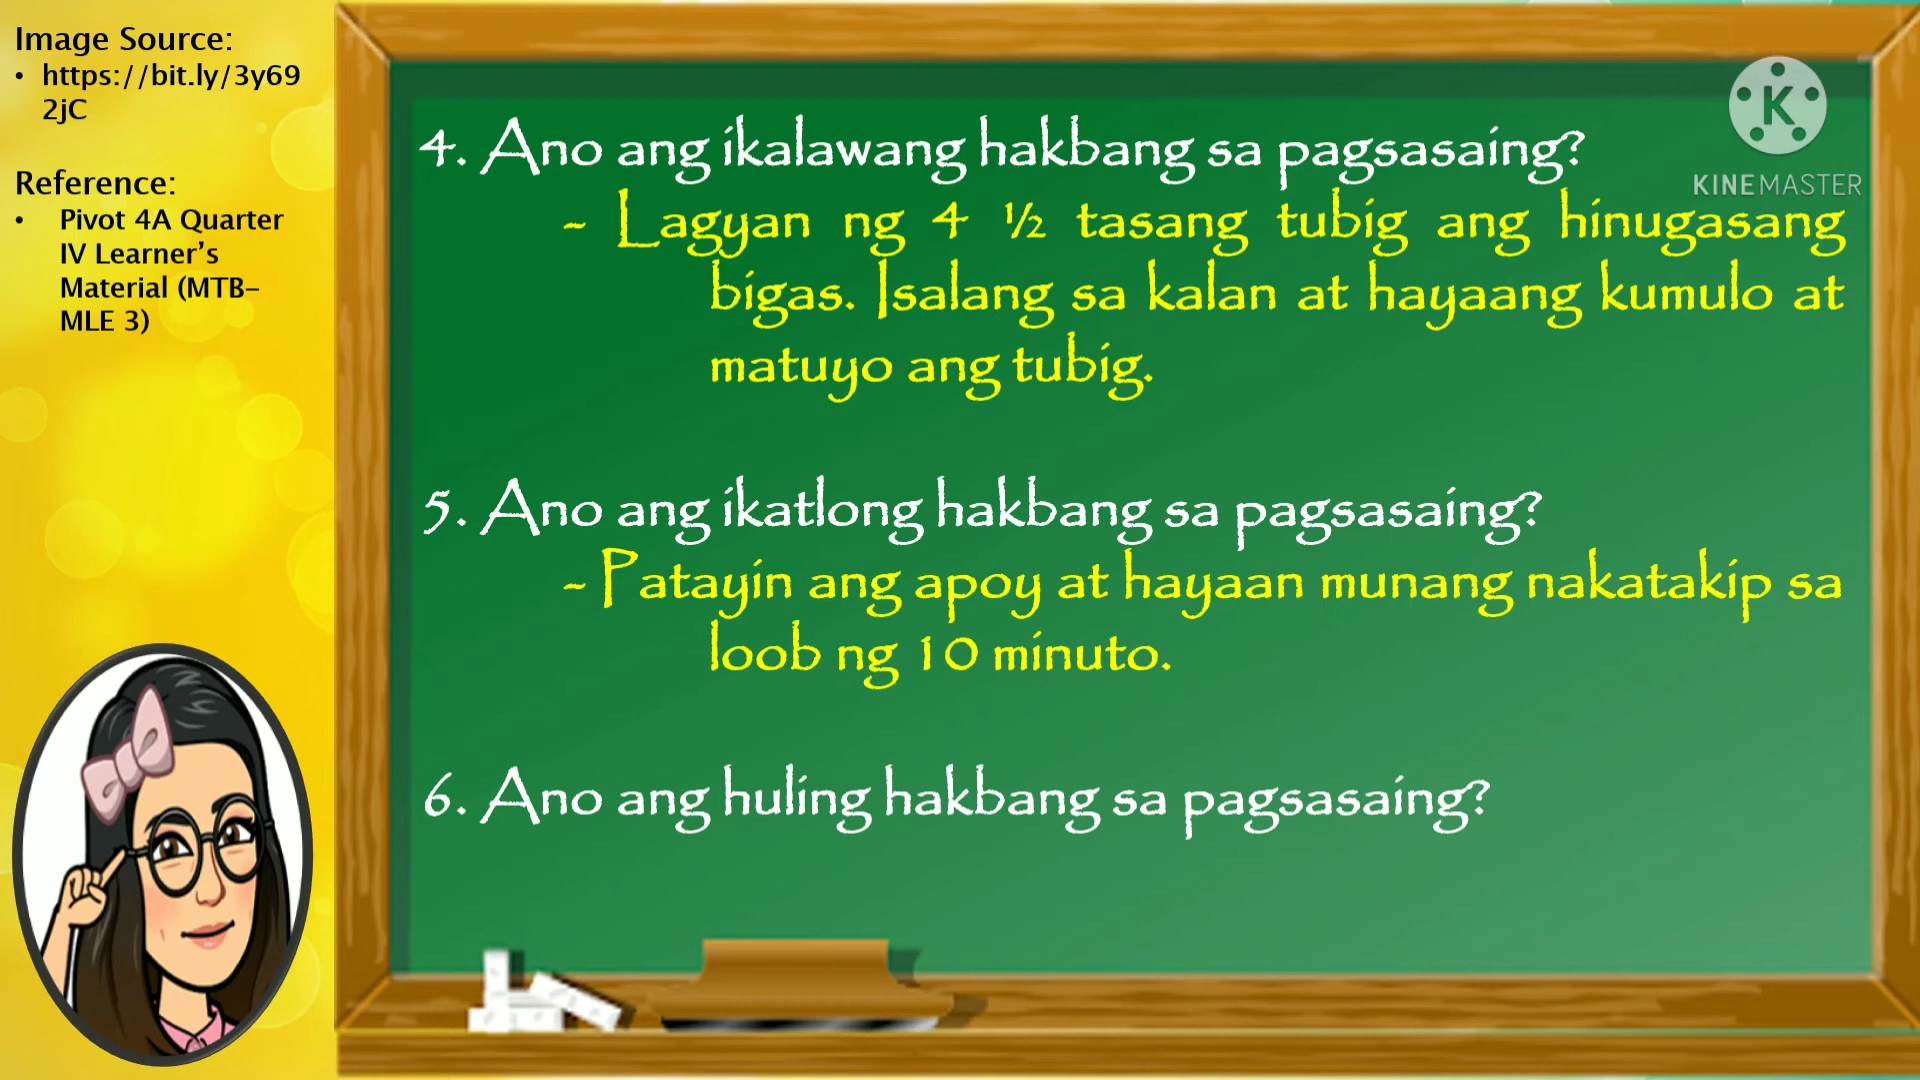 Image Source:
• https://bit.ly/3y69
2jC
Reference:
• Pivot 4A Quarter
IV Learner’s
Material (MTB-
MLE 3)
K
KINEMASTER
4. Ano ang ikalawang hakbang sa pagsasaing?
- Lagyan ng 4 ½ tasang tubig ang hinugasang
bigas. Isalang sa kalan at hayaang kumulo at
matuyo ang tubig.
5. Ano ang ikatlong hakbang sa pagsasaing?
- Patayin ang apoy at hayaan munang nakatakip sa
loob ng 10 minuto.
6. Ano ang huling hakbang sa pagsasaing?